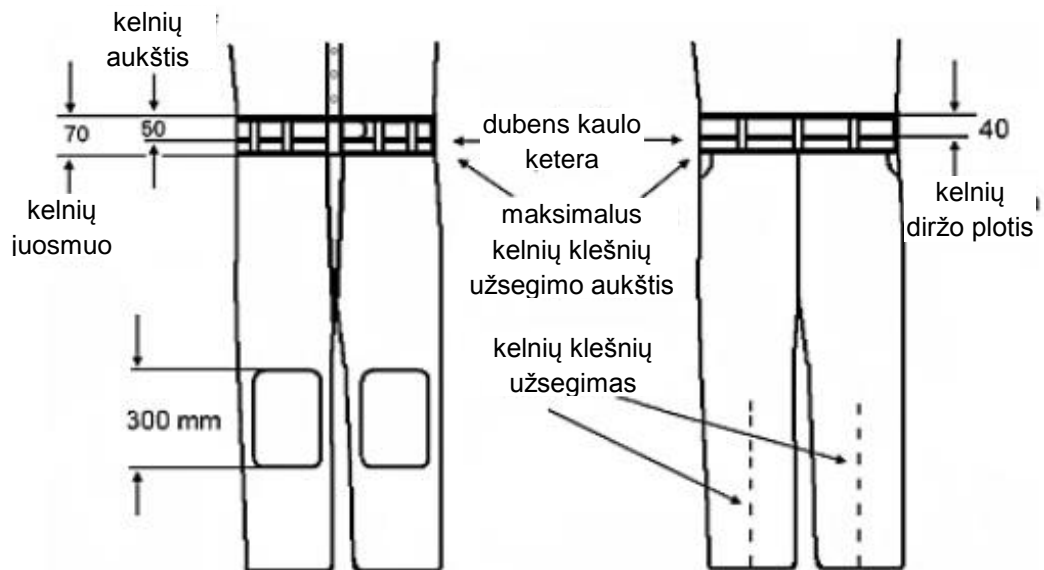 kelnių
aukštis
70
50
kelnių
juosmuo
300 mm
dubens kaulo
ketera
maksimalus
kelnių klešnių
užsegimo aukštis
kelnių klešnių
užsegimas
40
kelnių
diržo plotis